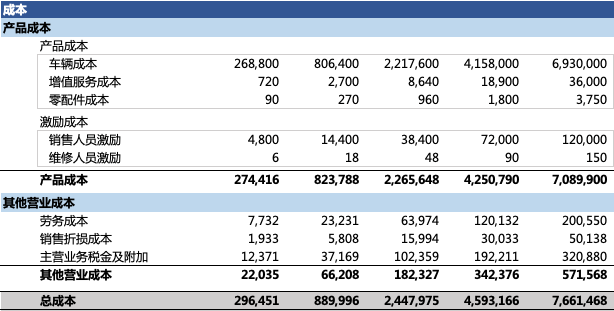 成本
产品成本
产品成本
车辆成本 268,800 806,400 2,217,600 4,158,000 6,930,000
增值服务成本 720 2,700 8,640 18,900 36,000
零配件成本 90 270 960 1,800 3,750
激励成本
销售人员激励 4,800 14,400 38,400 72,000 120,000
维修人员激励 6 18 48 90 150
产品成本 274,416 823,788 2,265,648 4,250,790 7,089,900
其他营业成本
劳务成本 7,732 23,231 63,974 120,132 200,550
销售折损成本 1,933 5,808 15,994 30,033 50,138
主营业务税金及附加 12,371 37,169 102,359 192,211 320,880
其他营业成本 22,035 66,208 182,327 342,376 571,568
总成本 296,451 889,996 2,447,975 4,593,166 7,661,468